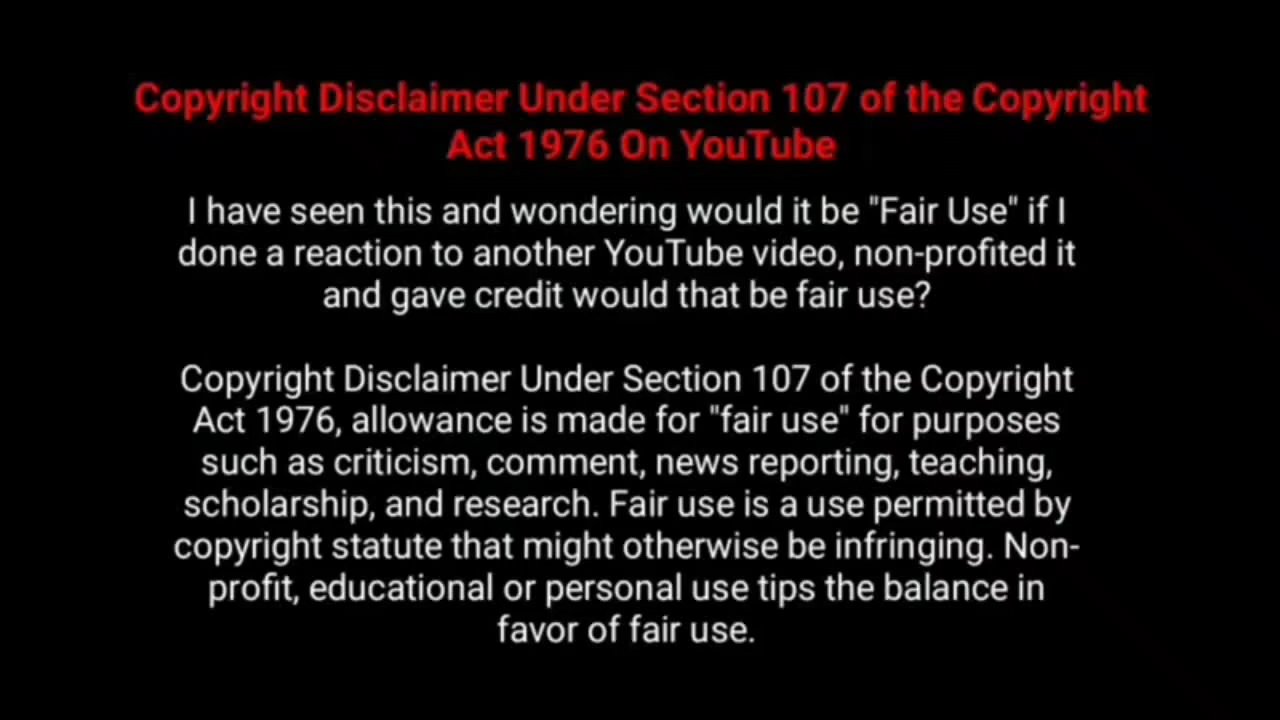 Copyright Disclaimer Under Section 107 of the Copyright
Act 1976 On YouTube
I have seen this and wondering would it be "Fair Use" if I
done a reaction to another YouTube video, non-profited it
and gave credit would that be fair use?
Copyright Disclaimer Under Section 107 of the Copyright
Act 1976, allowance is made for "fair use" for purposes
such as criticism, comment, news reporting, teaching,
scholarship, and research. Fair use is a use permitted by
copyright statute that might otherwise be infringing. Non-
profit, educational or personal use tips the balance in
favor of fair use.